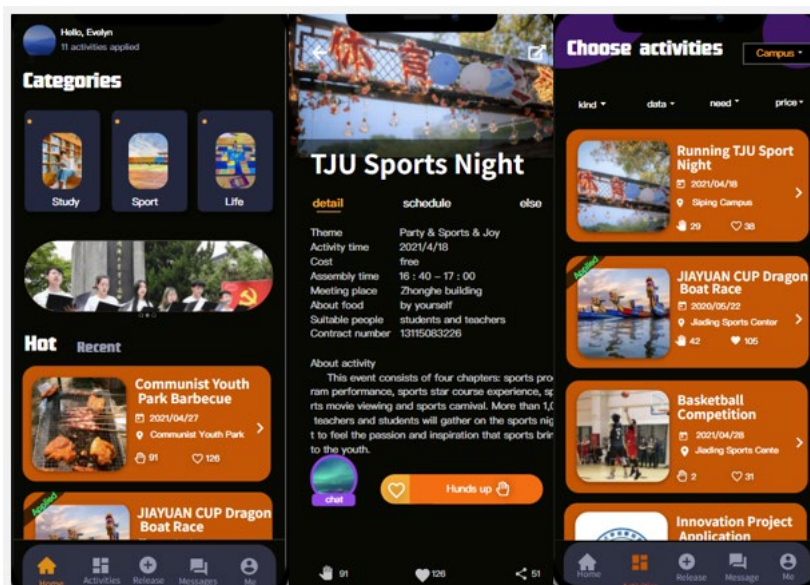 Hello, Evelyn
11 activities applied
Categories
Study
Sport
Life
Hot
Recent
Communist Youth
Park Barbecue
2021/04/27
Communist Youth Park
91
126
Applied
JIAYUAN CUP Dragon
Boat Race
Home
Activities
Release
Messages
Me
体育
TJU Sports Night
detail
schedule
else
Theme Party & Sports & Joy
Activity time 2021/4/18
Cost free
Assembly time 16 : 40 – 17 : 00
Meeting place Zhonghe building
About food by yourself
Suitable people students and teachers
Contract number 13115083226
About activity
This event consists of four chapters: sports pro
ram performance, sports star course experience, sp
rts movie viewing and sports carnival. More than 1,0
teachers and students will gather on the sports nig
t to feel the passion and inspiration that sports brin
to the youth.
chat
Hunds up
91
126
51
Choose activities
Campus
kind
data
need
price
Running TJU Sport
Night
2021/04/18
Siping Campus
29
38
Applied
JIAYUAN CUP Dragon
Boat Race
2020/05/22
Jiading Sports Center
42
105
Basketball
Competition
2021/04/28
Jiading Sports Cente
2
31
Innovation Project
Application
Home
Release
Message
Me